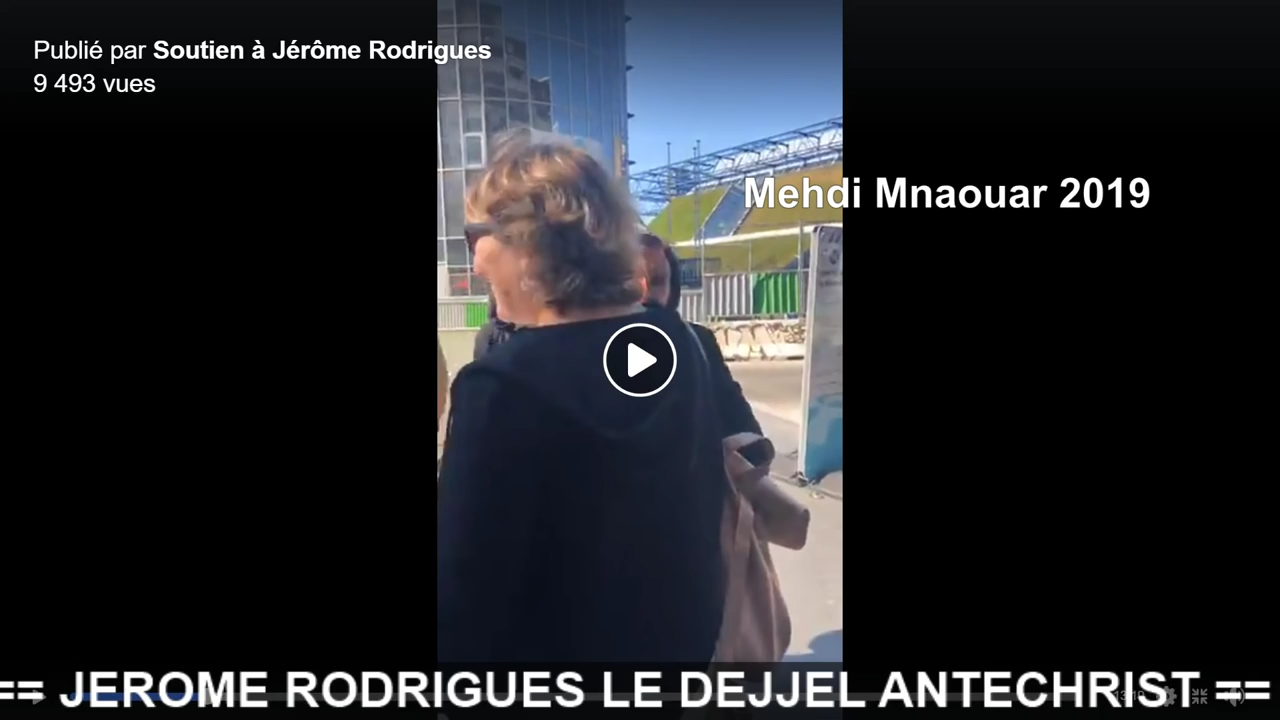 Publié par Soutien à Jérôme Rodrigues
9 493 vues
Mehdi Mnaouar 2019
== JEROME RODRIGUES LE DEJJEL ANTECHRIST ==